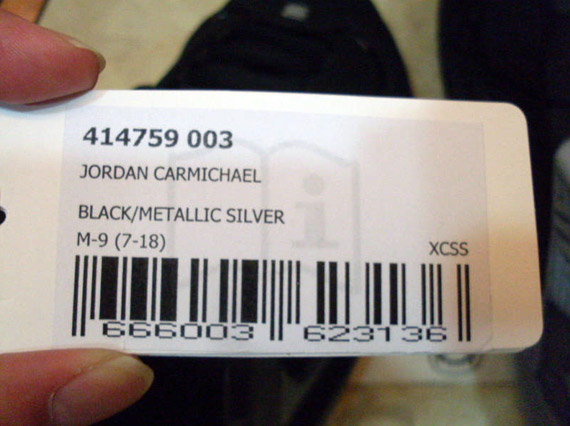 414759 003
JORDAN CARMICHAEL
BLACK/METALLIC SILVER
M-9 (7-18)
XCSS
666003 623136